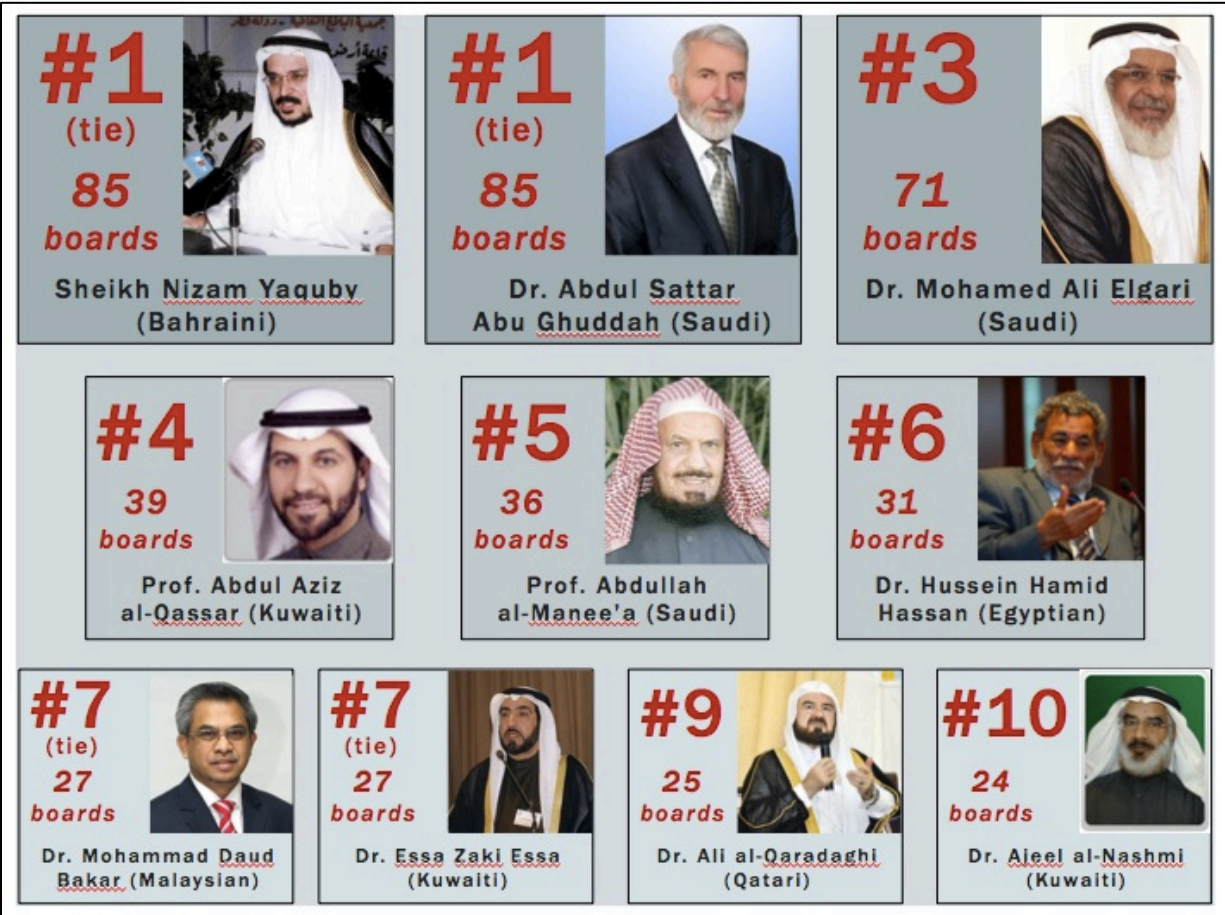 #1
(tie)
85
boards
Sheikh Nizam Yaquby
(Bahraini)
#1
(tie)
85
boards
Dr. Abdul Sattar
Abu Ghuddah (Saudi)
#3
71
boards
Dr. Mohamed Ali Elgari
(Saudi)
#4
39
boards
Prof. Abdul Aziz
al-Qassar (Kuwaiti)
#5
36
boards
Prof. Abdullah
al-Manee'a (Saudi)
#6
31
boards
Dr. Hussein Hamid
Hassan (Egyptian)
#7
(tie)
27
boards
Dr. Mohammad Daud
Bakar (Malaysian)
#7
(tie)
27
boards
Dr. Essa Zaki Essa
(Kuwaiti)
#9
25
boards
Dr. Ali al-Qaradaghi
(Qatari)
#10
24
boards
Dr. Ajeel al-Nashmi
(Kuwaiti)